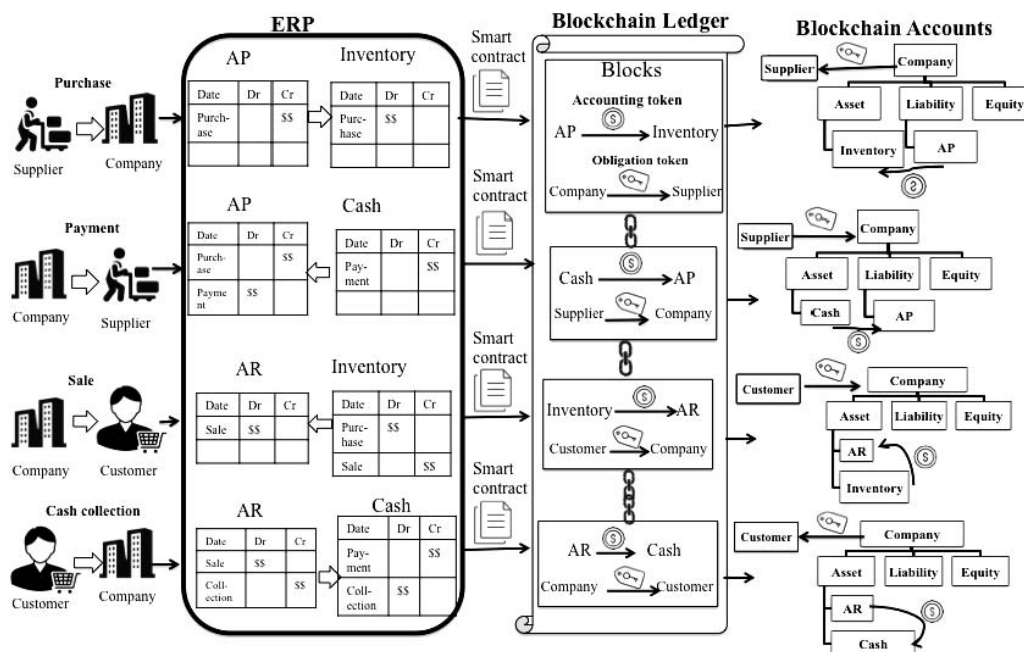 ERP
Blockchain Ledger
Blockchain Accounts
Purchase
Supplier
Company
AP
Date Dr Cr
Purch-
ase $$
Inventory
Date Dr Cr
Purc-
hase $$
Smart
contract
Blocks
Accounting token
$
AP Inventory
Obligation token
Company Supplier
Supplier
Company
Asset Liability Equity
Inventory AP
$
Payment
Company
Supplier
AP
Date Dr Cr
Purch-
ase $$
Payme
nt $$
Cash
Date Dr Cr
Pay-
ment $$
Smart
contract
$
Cash AP
Supplier Company
Supplier
Company
Asset Liability Equity
Cash AP
$
Sale
Company
Customer
AR
Date Dr Cr
Sale $$
Inventory
Date Dr Cr
Purc-
hase $$
Sale $$
Smart
contract
$
Inventory AR
Customer Company
Customer
Company
Asset Liability Equity
AR
Inventory
$
Cash collection
Customer
Company
AR
Date Dr Cr
Sale $$
Coll-
ection $$
Cash
Date Dr Cr
Pay-
ment $$
Coll-
ection $$
Smart
contract
$
AR Cash
Company Customer
Customer
Company
Asset Liability Equity
AR
Cash
$